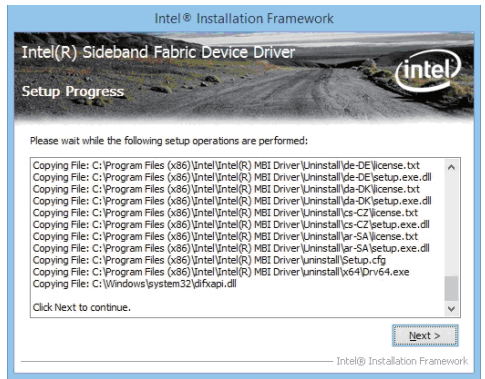 Intel® Installation Framework
Intel(R) Sideband Fabric Device Driver
(intel)
Setup Progress
Please wait while the following setup operations are performed:
Copying File: C:\Program Files (x86)\Intel\Intel(R) MBI Driver\Uninstall\de-DE\license.txt
Copying File: C:\Program Files (x86)\Intel\Intel(R) MBI Driver\Uninstall\de-DE\setup.exe.dll
Copying File: C:\Program Files (x86)\Intel\Intel(R) MBI Driver\Uninstall\da-DK\license.txt
Copying File: C:\Program Files (x86)\Intel\Intel(R) MBI Driver\Uninstall\da-DK\setup.exe.dll
Copying File: C:\Program Files (x86)\Intel\Intel(R) MBI Driver\Uninstall\cs-CZ\license.txt
Copying File: C:\Program Files (x86)\Intel\Intel(R) MBI Driver\Uninstall\cs-CZ\setup.exe.dll
Copying File: C:\Program Files (x86)\Intel\Intel(R) MBI Driver\Uninstall\ar-SA\license.txt
Copying File: C:\Program Files (x86)\Intel\Intel(R) MBI Driver\Uninstall\ar-SA\setup.exe.dll
Copying File: C:\Program Files (x86)\Intel\Intel(R) MBI Driver\uninstall\Setup.cfg
Copying File: C:\Program Files (x86)\Intel\Intel(R) MBI Driver\uninstall\x64\Drv64.exe
Copying File: C:\Windows\system32\difxapi.dll
Click Next to continue.
Next >
Intel® Installation Framework